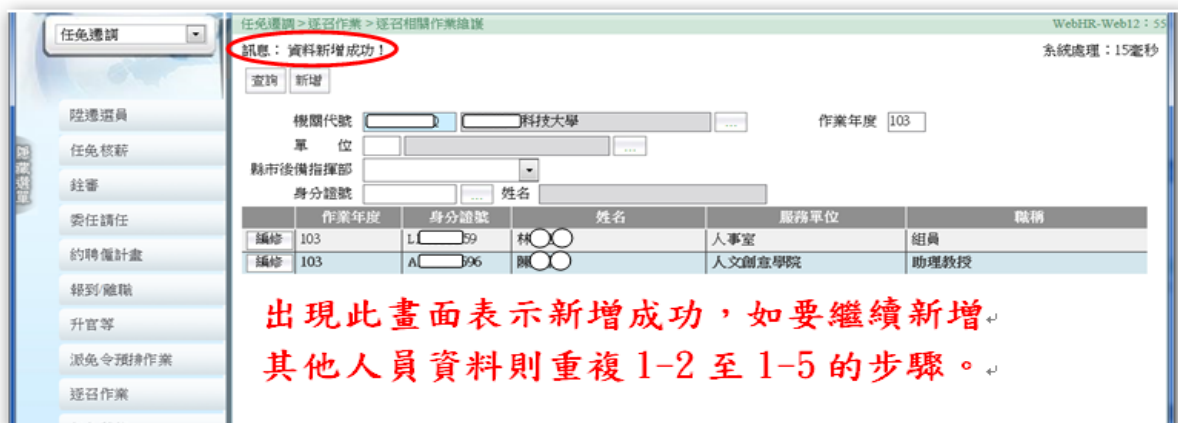 任免遷調>逐召作業>逐召相關作業維護
WebHR-Web12：55
任免遷調
訊息：資料新增成功！
系統處理：15毫秒
查詢 新增
機關代號 科技大學 ... 作業年度 103
單 位 ...
縣市後備指揮部
身分證號 ... 姓名
作業年度 身分證號 姓名 服務單位 職稱
編修 103 L 59 林 人事室 組員
編修 103 A 696 陳 人文創意學院 助理教授
陞遷選員
任免核薪
銓審
委任請任
約聘僱計畫
報到/離職
升官等
派免令預排作業
逐召作業
出現此畫面表示新增成功，如要繼續新增
其他人員資料則重複1-2至1-5的步驟。